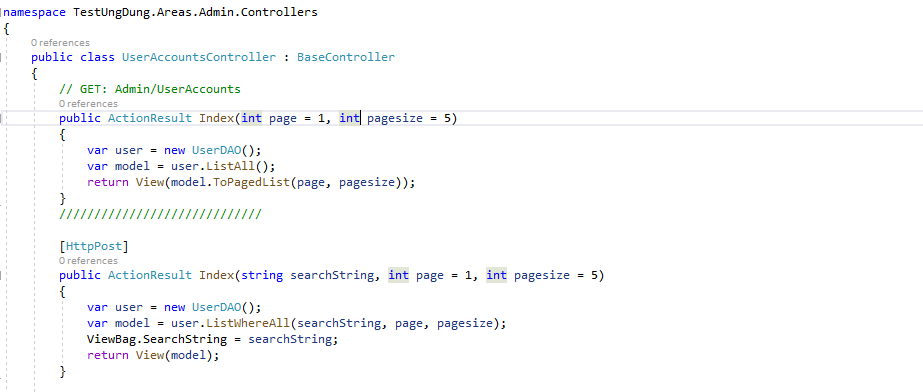 namespace TestUngDung.Areas.Admin.Controllers
{
0 references
public class UserAccountsController : BaseController
{
// GET: Admin/UserAccounts
0 references
public ActionResult Index(int page = 1, int pagesize = 5)
{
var user = new UserDAO();
var model = user.ListAll();
return View(model.ToPagedList(page, pagesize));
}
/////////////////////////////
[HttpPost]
0 references
public ActionResult Index(string searchString, int page = 1, int pagesize = 5)
{
var user = new UserDAO();
var model = user.ListWhereAll(searchString, page, pagesize);
ViewBag.SearchString = searchString;
return View(model);
}